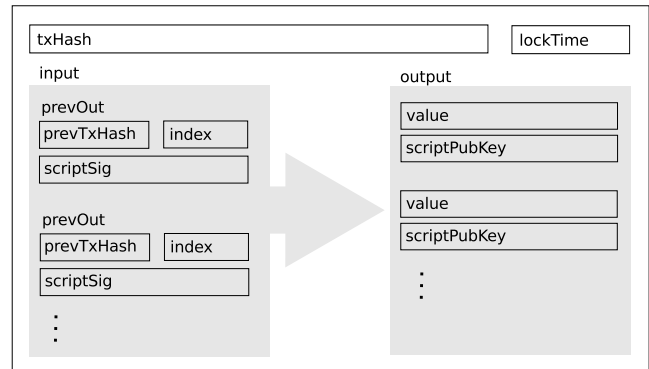 txHash
lockTime
input
output
prevOut
prevTxHash index
scriptSig
prevOut
prevTxHash index
scriptSig
value
scriptPubKey
value
scriptPubKey